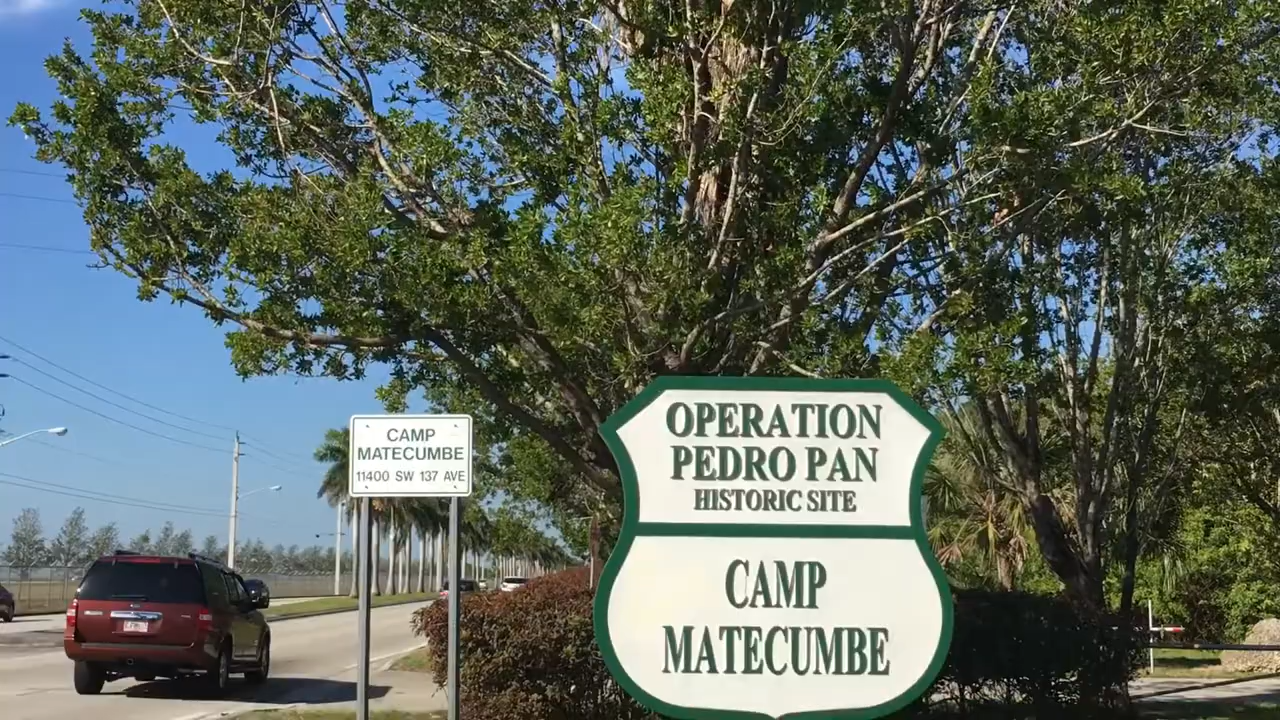 CAMP
MATECUMBE
11400 SW 137 AVE
OPERATION
PEDRO PAN
HISTORIC SITE
CAMP
MATECUMBE